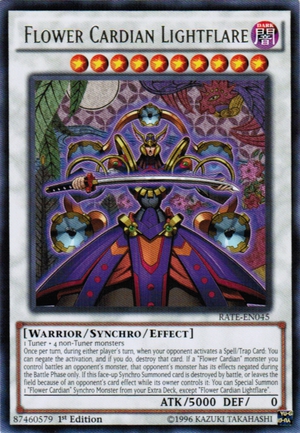 FLOWER CARDIAN LIGHTFLARE
DARK
闇
RATE-EN045
[WARRIOR/SYNCHRO/EFFECT]
1 Tuner + 4 non-Tuner monsters
Once per turn, during either player's turn, when your opponent activates a Spell/Trap Card: You
can negate the activation, and if you do, destroy that card. If a "Flower Cardian" monster you
control battles an opponent's monster, that opponent's monster has its effects negated during
the Battle Phase only. If this face-up Synchro Summoned card is destroyed by battle, or leaves the
field because of an opponent's card effect while its owner controls it: You can Special Summon
1 "Flower Cardian" Synchro Monster from your Extra Deck, except "Flower Cardian Lightflare".
ATK/5000 DEF/ 0
87460579 1st Edition ©1996 KAZUKI TAKAHASHI